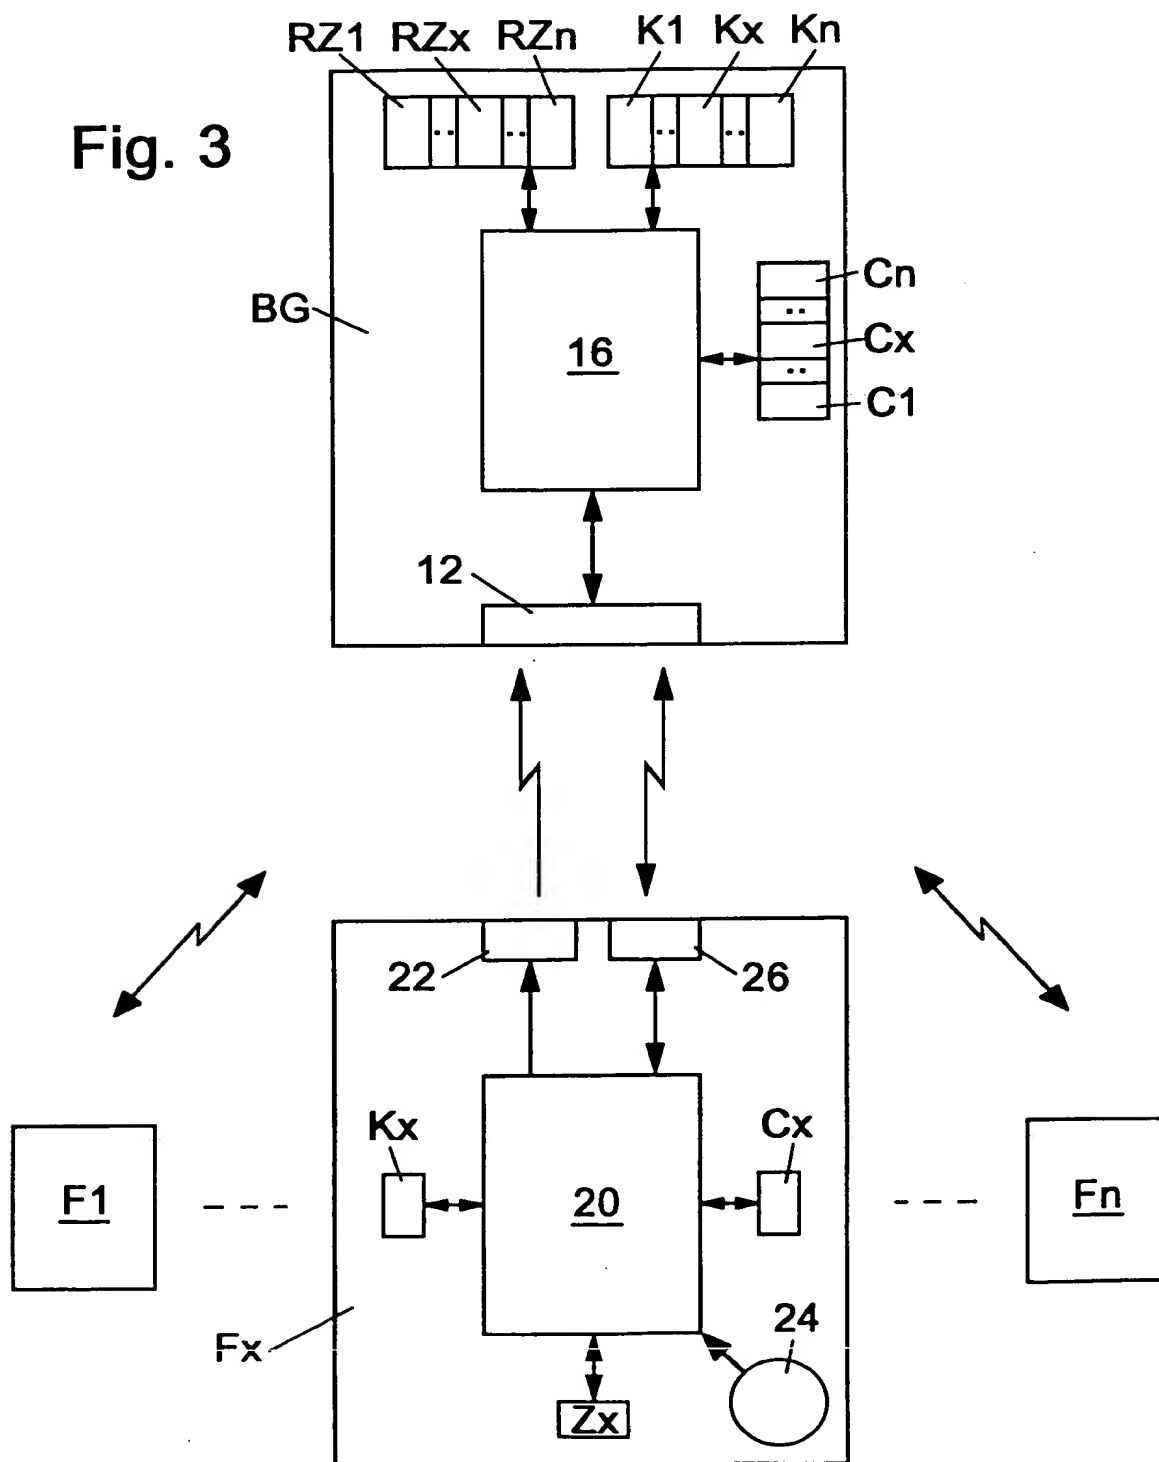 RZ1 RZx RZn K1 Kx Kn
Fig. 3
BG
16
Cn
Cx
C1
12
22
26
Kx
Cx
F1
20
Fn
Fx
24
Zx